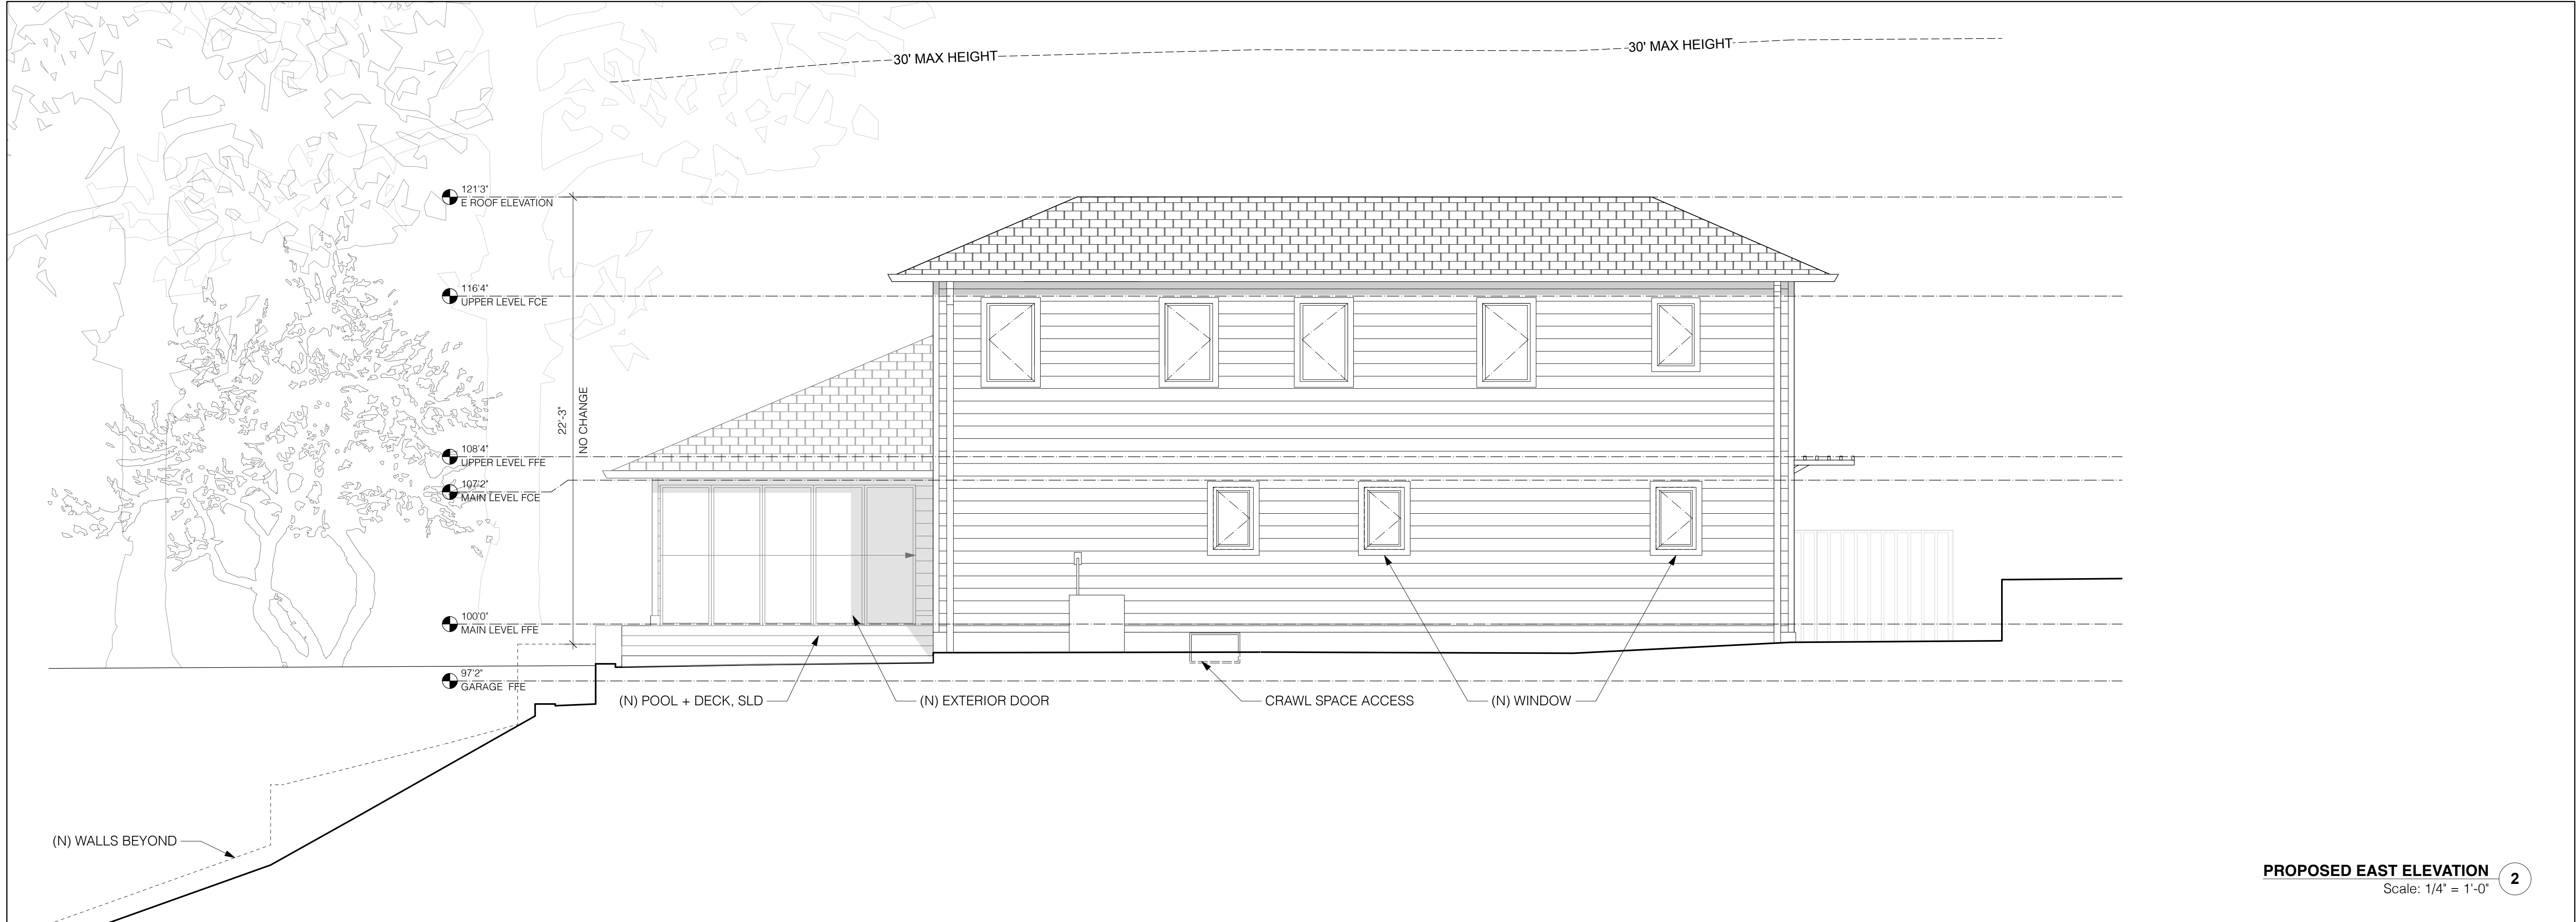 30' MAX HEIGHT
30' MAX HEIGHT
121'3"
E ROOF ELEVATION
116'4"
UPPER LEVEL FCE
22'-3"
NO CHANGE
108'4"
UPPER LEVEL FFE
107'2"
MAIN LEVEL FCE
100'0"
MAIN LEVEL FFE
97'2"
GARAGE FFE
(N) POOL + DECK, SLD
(N) EXTERIOR DOOR
CRAWL SPACE ACCESS
(N) WINDOW
(N) WALLS BEYOND
PROPOSED EAST ELEVATION
2
Scale: 1/4" = 1'-0"